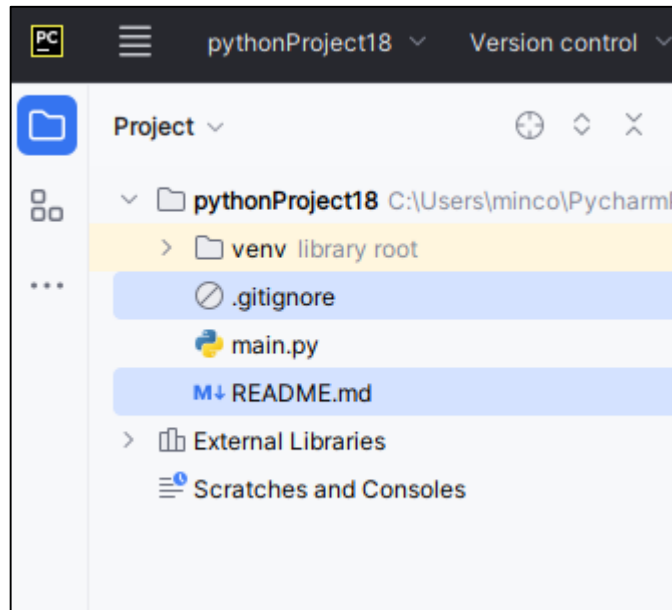 PC
pythonProject18 Version control
Project
pythonProject18 C:\Users\minco\Pycharm
venv library root
.gitignore
main.py
M↓ README.md
External Libraries
Scratches and Consoles